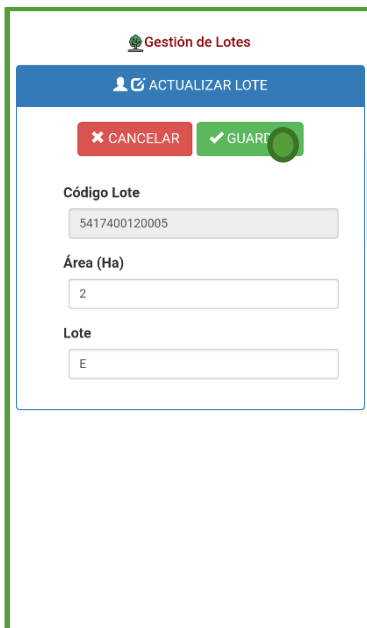 Gestión de Lotes
ACTUALIZAR LOTE
CANCELAR
Código Lote
5417400120005
Área (Ha)
2
Lote
E